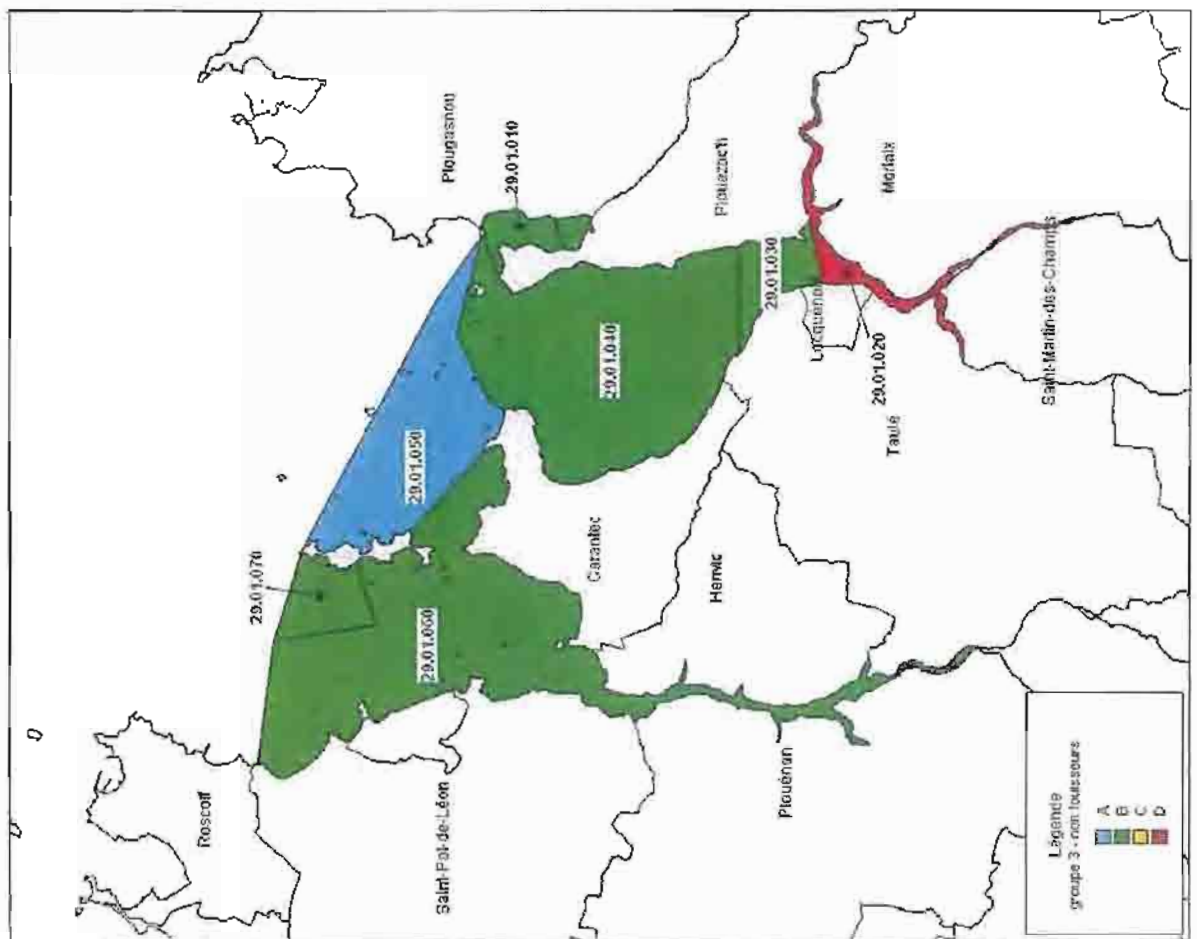 Plougasnou
29.01.010
Plouezoc'h
Morlaix
29.01.030
29.01.020
Saint-Martin-des-Champs
29.01.040
Taulé
29.01.050
Carantec
Henvic
29.01.070
29.01.060
Roscoff
Saint-Pol-de-Léon
Plouénan
Légende
groupe 3 - non fouisseurs
A
B
C
D